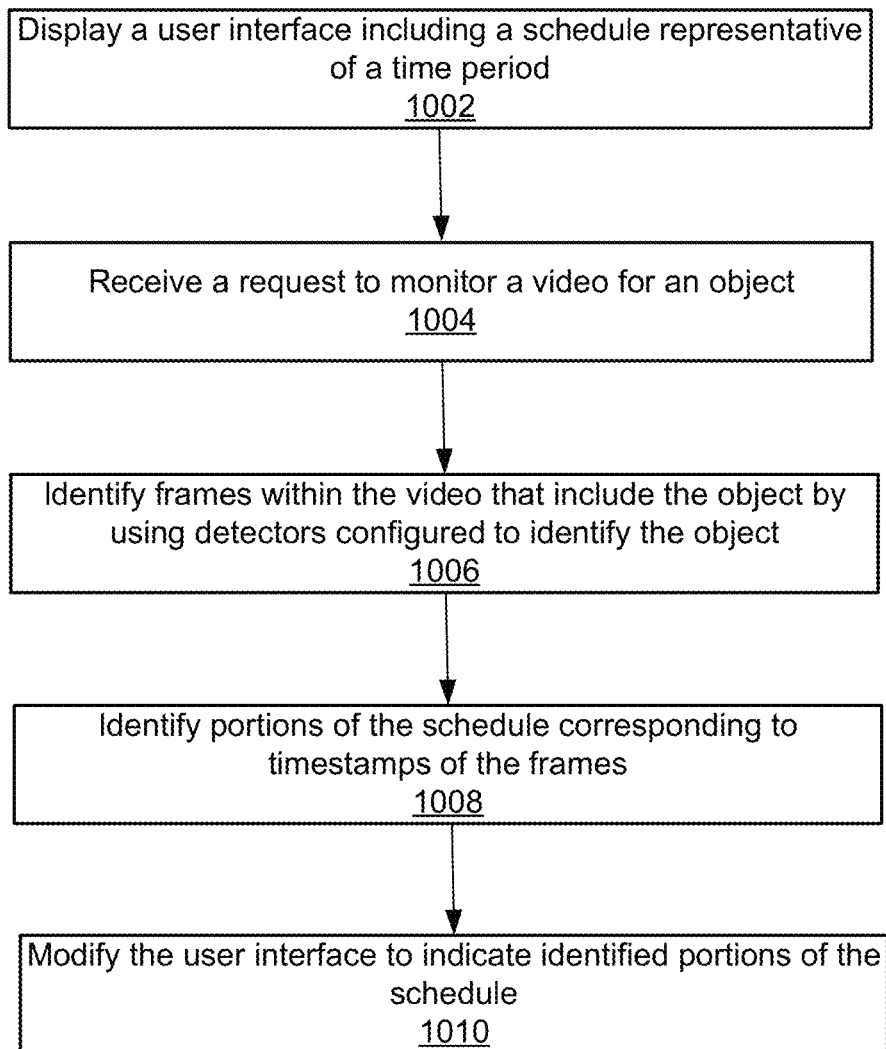 Display a user interface including a schedule representative
of a time period
1002
Receive a request to monitor a video for an object
1004
Identify frames within the video that include the object by
using detectors configured to identify the object
1006
Identify portions of the schedule corresponding to
timestamps of the frames
1008
Modify the user interface to indicate identified portions of the
schedule
1010